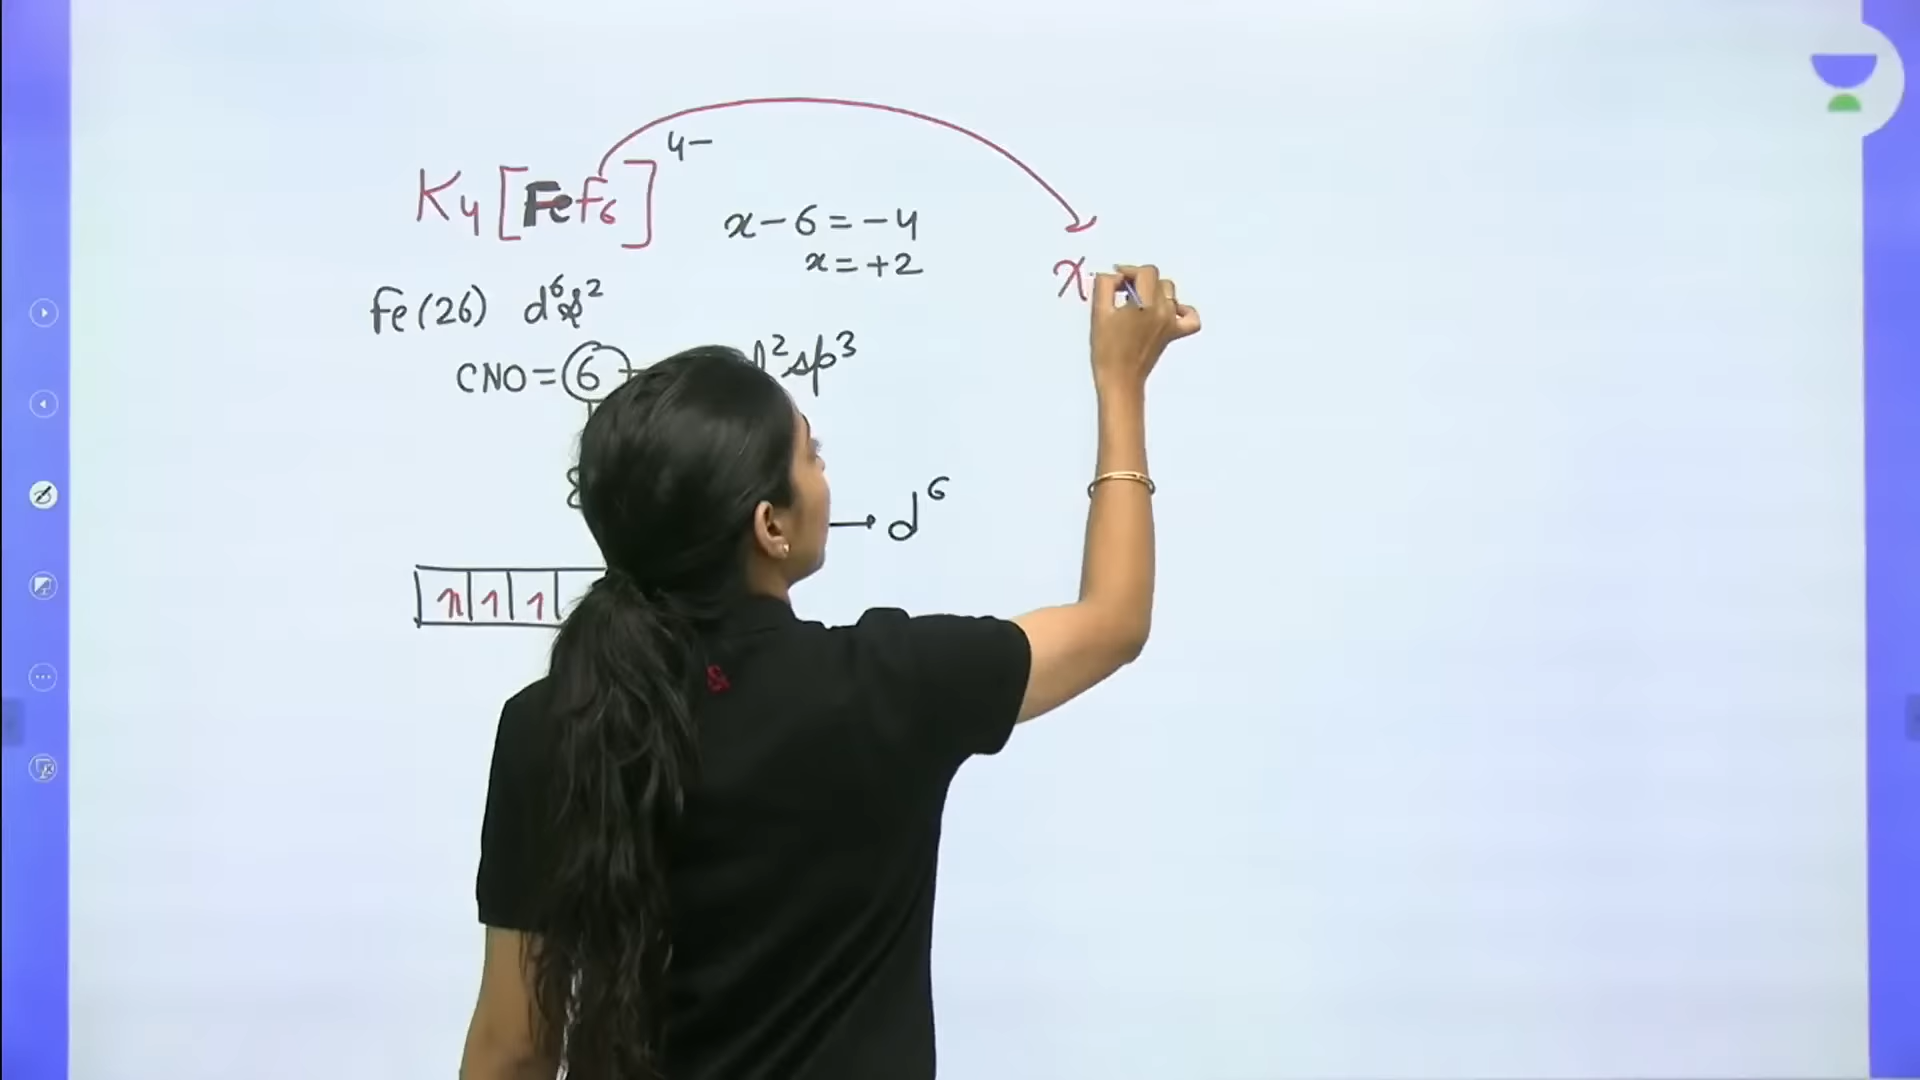 K4[FeF6]4-
x-6=-4
x=+2
x
Fe(26) d6s2
CNO=6
d2sp3
→d6
1l 1 1